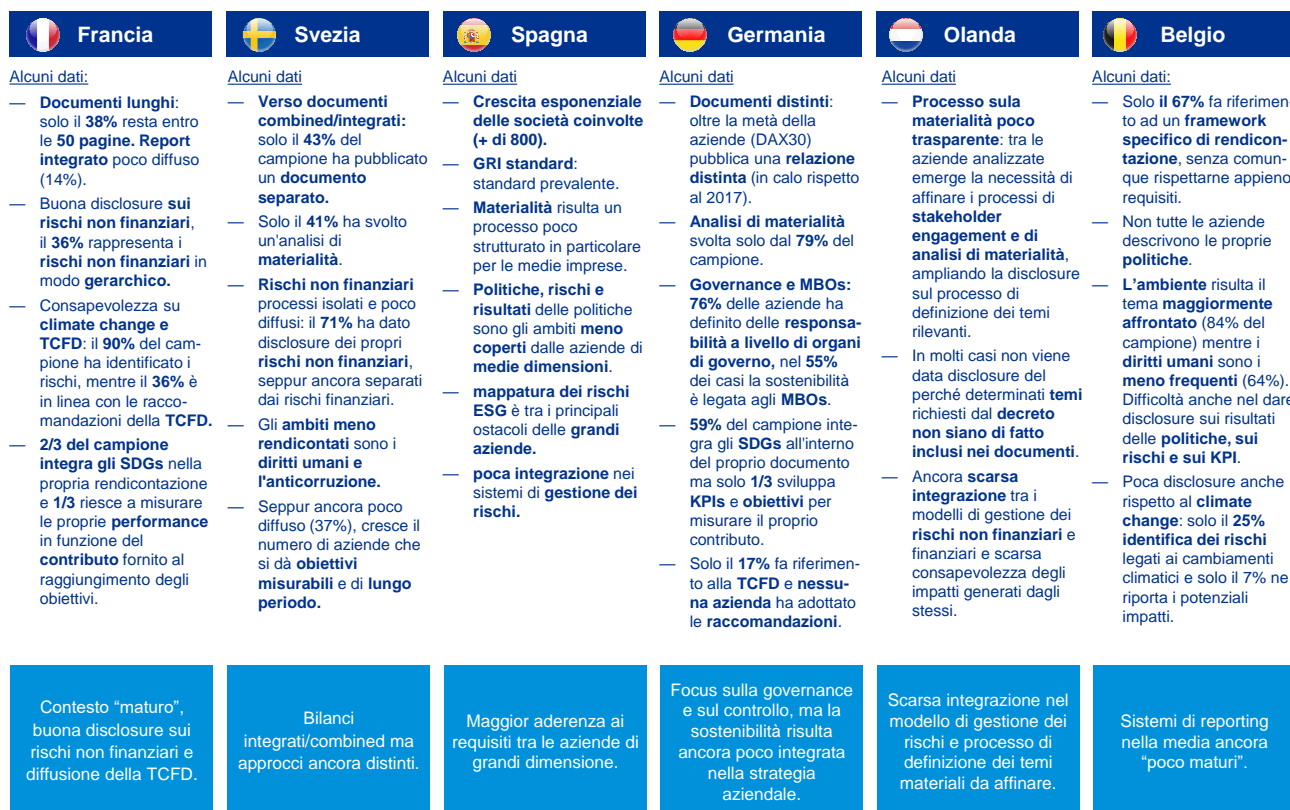 Francia
Alcuni dati:
— Documenti lunghi:
solo il 38% resta entro
le 50 pagine. Report
integrato poco diffuso
(14%).
— Buona disclosure sui
rischi non finanziari,
il 36% rappresenta i
rischi non finanziari in
modo gerarchico.
— Consapevolezza su
climate change e
TCFD: il 90% del cam-
pione ha identificato i
rischi, mentre il 36% è
in linea con le racco-
mandazioni della TCFD.
— 2/3 del campione
integra gli SDGs nella
propria rendicontazione
e 1/3 riesce a misurare
le proprie performance
in funzione del
contributo fornito al
raggiungimento degli
obiettivi.
Contesto “maturo”,
buona disclosure sui
rischi non finanziari e
diffusione della TCFD.
Svezia
Alcuni dati
— Verso documenti
combined/integrati:
solo il 43% del
campione ha pubblicato
un documento
separato.
— Solo il 41% ha svolto
un'analisi di
materialità.
— Rischi non finanziari
processi isolati e poco
diffusi: il 71% ha dato
disclosure dei propri
rischi non finanziari,
seppur ancora separati
dai rischi finanziari.
— Gli ambiti meno
rendicontati sono i
diritti umani e
l'anticorruzione.
— Seppur ancora poco
diffuso (37%), cresce il
numero di aziende che
si dà obiettivi
misurabili e di lungo
periodo.
Bilanci
integrati/combined ma
approcci ancora distinti.
Spagna
Alcuni dati
— Crescita esponenziale
delle società coinvolte
(+ di 800).
— GRI standard:
standard prevalente.
— Materialità risulta un
processo poco
strutturato in particolare
per le medie imprese.
— Politiche, rischi e
risultati delle politiche
sono gli ambiti meno
coperti dalle aziende di
medie dimensioni.
— mappatura dei rischi
ESG è tra i principali
ostacoli delle grandi
aziende.
— poca integrazione nei
sistemi di gestione dei
rischi.
Maggior aderenza ai
requisiti tra le aziende di
grandi dimensione.
Germania
Alcuni dati
— Documenti distinti:
oltre la metà della
aziende (DAX30)
pubblica una relazione
distinta (in calo rispetto
al 2017).
— Analisi di materialità
svolta solo dal 79% del
campione.
— Governance e MBOs:
76% delle aziende ha
definito delle responsa-
bilità a livello di organi
di governo, nel 55%
dei casi la sostenibilità
è legata agli MBOs.
— 59% del campione inte-
gra gli SDGs all'interno
del proprio documento
ma solo 1/3 sviluppa
KPIs e obiettivi per
misurare il proprio
contributo.
— Solo il 17% fa riferimen-
to alla TCFD e nessu-
na azienda ha adottato
le raccomandazioni.
Focus sulla governance
e sul controllo, ma la
sostenibilità risulta
ancora poco integrata
nella strategia
aziendale.
Olanda
Alcuni dati
— Processo sulla
materialità poco
trasparente: tra le
aziende analizzate
emerge la necessità di
affinare i processi di
stakeholder
engagement e di
analisi di materialità,
ampliando la disclosure
sul processo di
definizione dei temi
rilevanti.
— In molti casi non viene
data disclosure del
perché determinati temi
richiesti dal decreto
non siano di fatto
inclusi nei documenti.
— Ancora scarsa
integrazione tra i
modelli di gestione dei
rischi non finanziari e
finanziari e scarsa
consapevolezza degli
impatti generati dagli
stessi.
Scarsa integrazione nel
modello di gestione dei
rischi e processo di
definizione dei temi
materiali da affinare.
Belgio
Alcuni dati:
— Solo il 67% fa riferimen-
to ad un framework
specifico di rendicon-
tazione, senza comun-
que rispettarne appieno
requisiti.
— Non tutte le aziende
descrivono le proprie
politiche.
— L'ambiente risulta il
tema maggiormente
affrontato (84% del
campione) mentre i
diritti umani sono i
meno frequenti (64%).
Difficoltà anche nel dare
disclosure sui risultati
delle politiche, sui
rischi e sui KPI.
— Poca disclosure anche
rispetto al climate
change: solo il 25%
identifica dei rischi
legati ai cambiamenti
climatici e solo il 7% ne
riporta i potenziali
impatti.
Sistemi di reporting
nella media ancora
“poco maturi”.